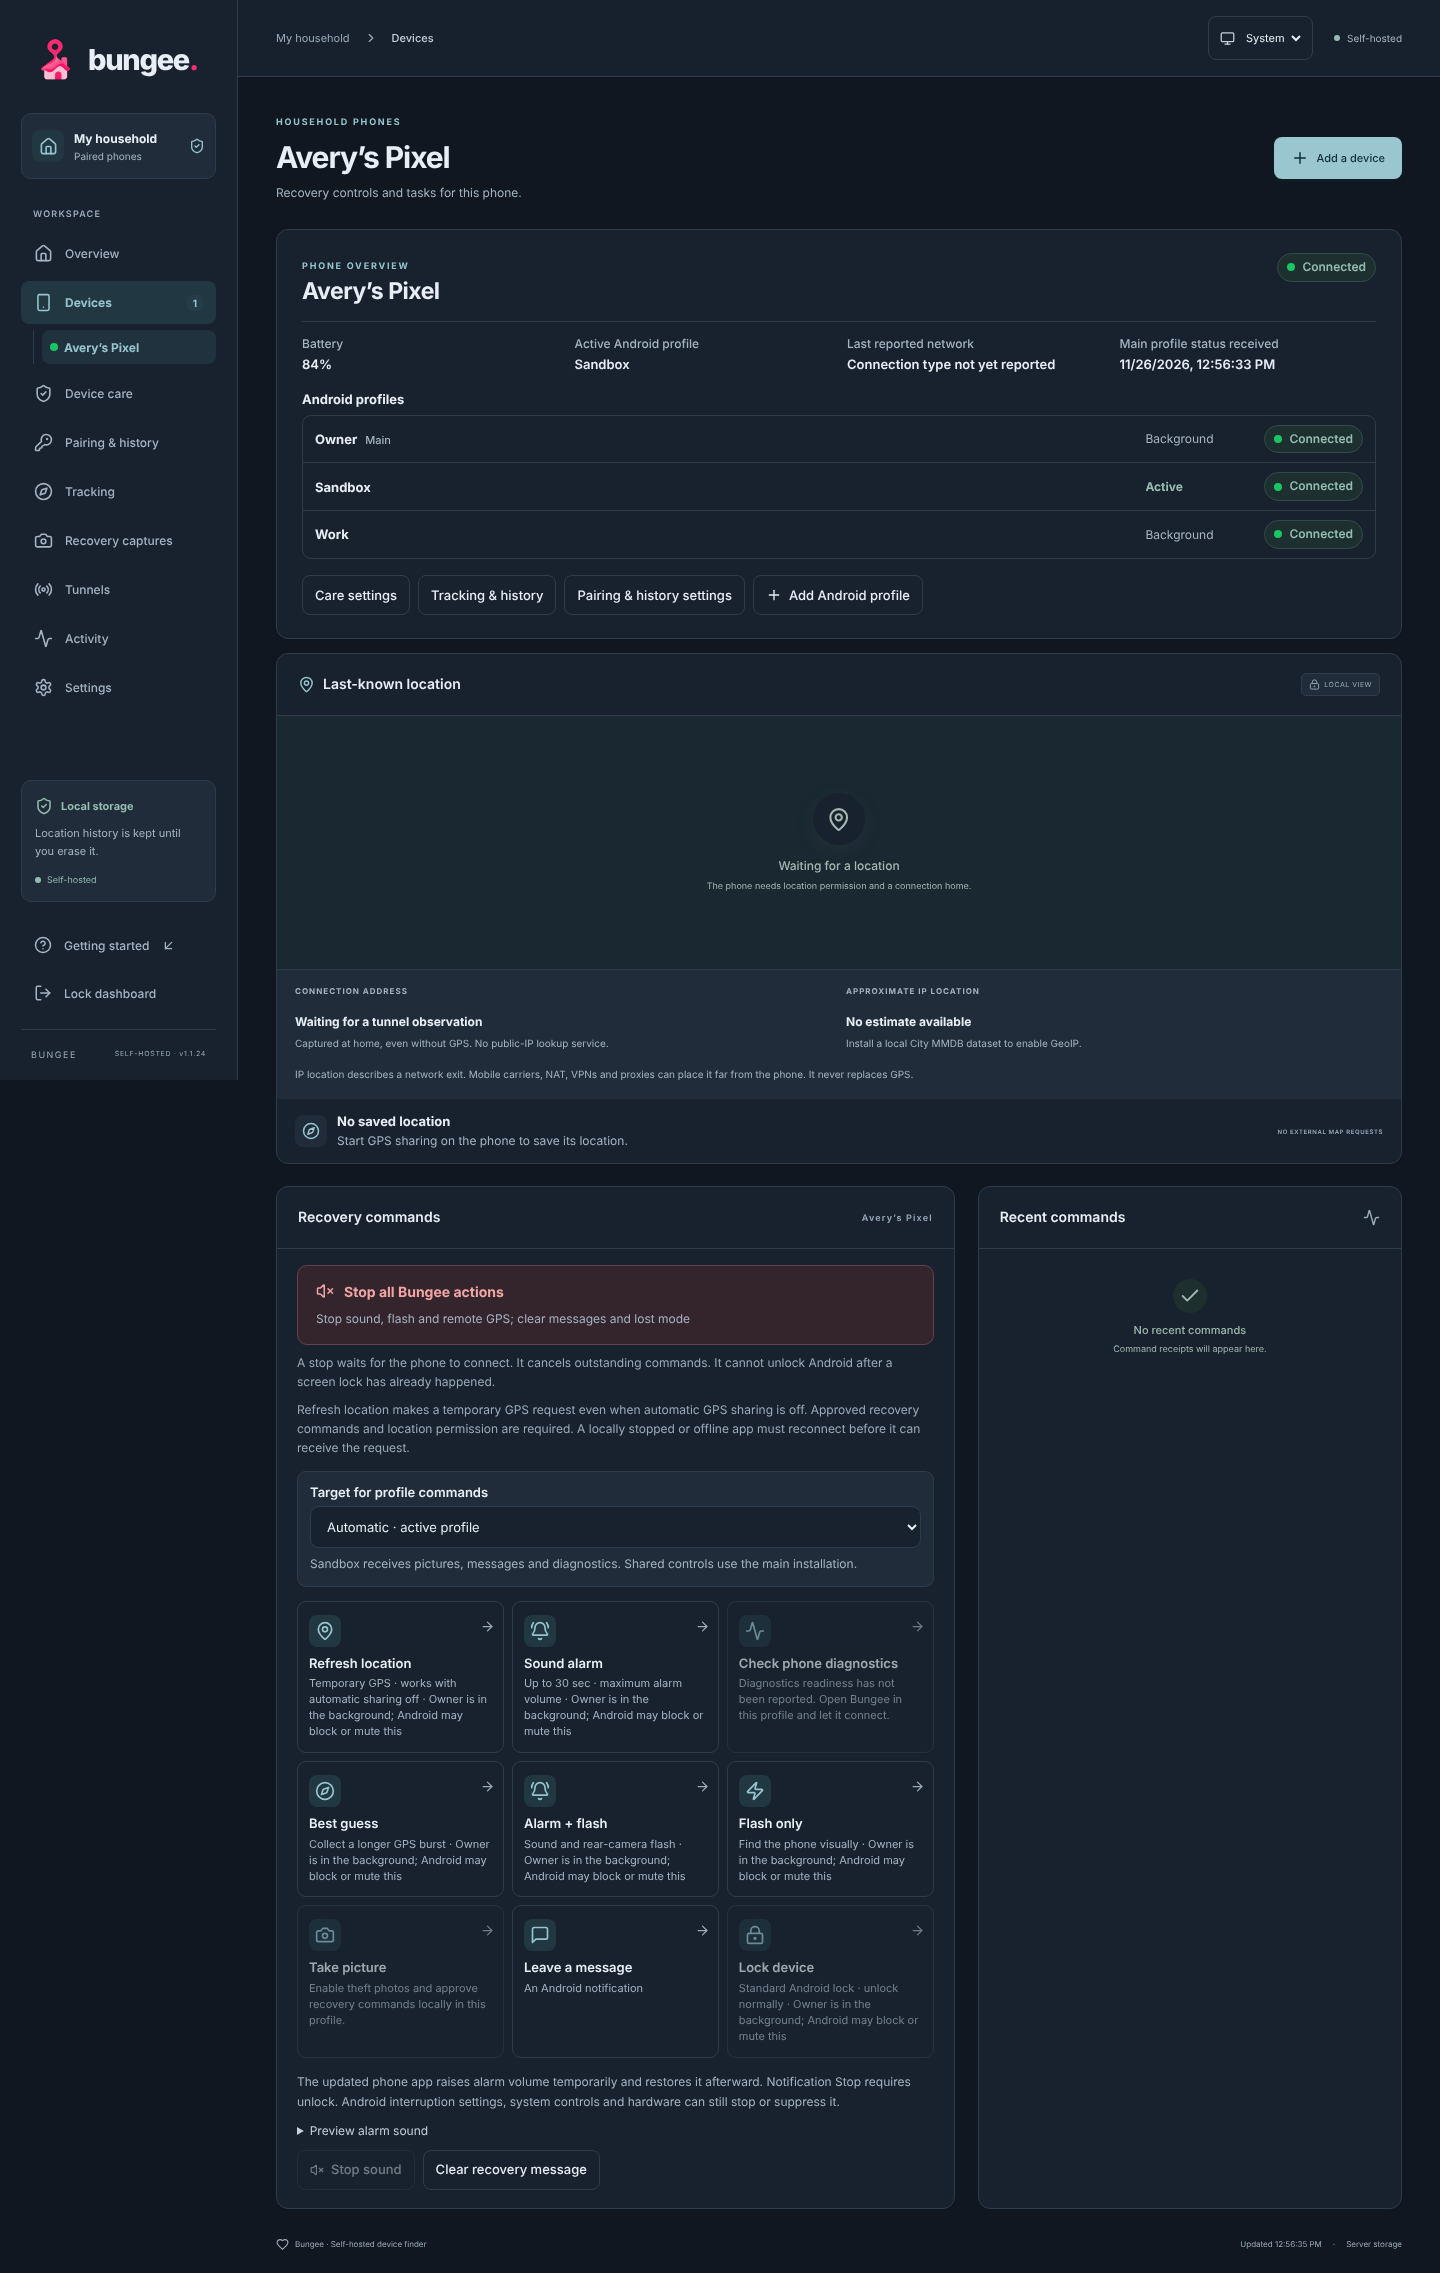 bungee.
My household
Paired phones
WORKSPACE
Overview
Devices 1
Avery’s Pixel
Device care
Pairing & history
Tracking
Recovery captures
Tunnels
Activity
Settings
Local storage
Location history is kept until
you erase it.
Self-hosted
Getting started
Lock dashboard
BUNGEE SELF-HOSTED · v1.1.24
My household Devices
System Self-hosted
HOUSEHOLD PHONES
Avery’s Pixel
Recovery controls and tasks for this phone.
Add a device
PHONE OVERVIEW
Avery’s Pixel
Connected
Battery
84%
Active Android profile
Sandbox
Last reported network
Connection type not yet reported
Main profile status received
11/26/2026, 12:56:33 PM
Android profiles
Owner Main Background Connected
Sandbox Active Connected
Work Background Connected
Care settings Tracking & history Pairing & history settings Add Android profile
Last-known location LOCAL VIEW
Waiting for a location
The phone needs location permission and a connection home.
CONNECTION ADDRESS
Waiting for a tunnel observation
Captured at home, even without GPS. No public-IP lookup service.
APPROXIMATE IP LOCATION
No estimate available
Install a local City MMDB dataset to enable GeoIP.
IP location describes a network exit. Mobile carriers, NAT, VPNs and proxies can place it far from the phone. It never replaces GPS.
No saved location
Start GPS sharing on the phone to save its location.
NO EXTERNAL MAP REQUESTS
Recovery commands Avery’s Pixel
Stop all Bungee actions
Stop sound, flash and remote GPS; clear messages and lost mode
A stop waits for the phone to connect. It cancels outstanding commands. It cannot unlock Android after a
screen lock has already happened.
Refresh location makes a temporary GPS request even when automatic GPS sharing is off. Approved recovery
commands and location permission are required. A locally stopped or offline app must reconnect before it can
receive the request.
Target for profile commands
Automatic · active profile
Sandbox receives pictures, messages and diagnostics. Shared controls use the main installation.
Refresh location
Temporary GPS · works with
automatic sharing off · Owner is in
the background; Android may
block or mute this
Sound alarm
Up to 30 sec · maximum alarm
volume · Owner is in the
background; Android may block or
mute this
Check phone diagnostics
Diagnostics readiness has not
been reported. Open Bungee in
this profile and let it connect.
Best guess
Collect a longer GPS burst · Owner
is in the background; Android may
block or mute this
Alarm + flash
Sound and rear-camera flash ·
Owner is in the background;
Android may block or mute this
Flash only
Find the phone visually · Owner is
in the background; Android may
block or mute this
Take picture
Enable theft photos and approve
recovery commands locally in this
profile.
Leave a message
An Android notification
Lock device
Standard Android lock · unlock
normally · Owner is in the
background; Android may block or
mute this
The updated phone app raises alarm volume temporarily and restores it afterward. Notification Stop requires
unlock. Android interruption settings, system controls and hardware can still stop or suppress it.
Preview alarm sound
Stop sound Clear recovery message
Recent commands
No recent commands
Command receipts will appear here.
Bungee · Self-hosted device finder
Updated 12:56:35 PM · Server storage